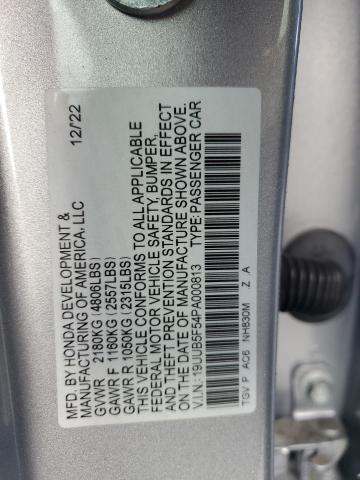 MFD. BY HONDA DEVELOPMENT & 12/22
MANUFACTURING OF AMERICA, LLC
GVWR 2180KG (4806LBS)
GAWR F 1160KG (2557LBS)
GAWR R 1050KG (2315LBS)
THIS VEHICLE CONFORMS TO ALL APPLICABLE
FEDERAL MOTOR VEHICLE SAFETY, BUMPER,
AND THEFT PREVENTION STANDARDS IN EFFECT
ON THE DATE OF MANUFACTURE SHOWN ABOVE.
V.I.N.: 19UUB5F54PA000813 TYPE: PASSENGER CAR
TGV P AC6 NH830M Z A